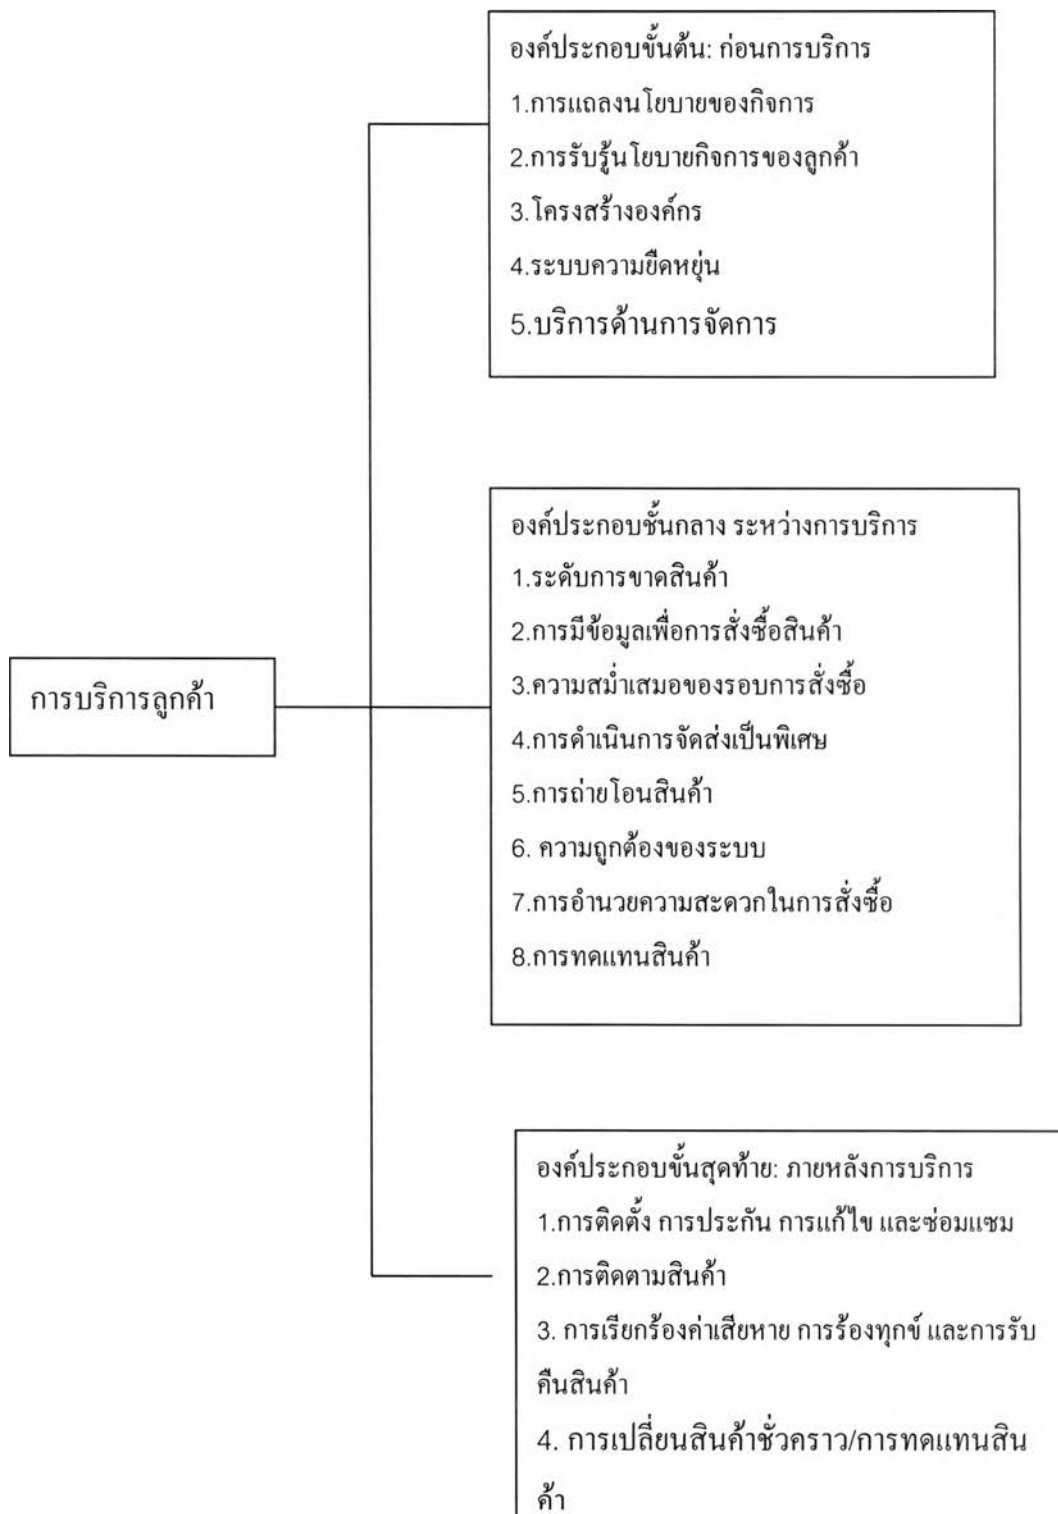 องค์ประกอบขั้นต้น: ก่อนการบริการ
1.การแถลงนโยบายของกิจการ
2.การรับรู้นโยบายกิจการของลูกค้า
3.โครงสร้างองค์กร
4.ระบบความยืดหยุ่น
5.บริการด้านการจัดการ
การบริการลูกค้า
องค์ประกอบชั้นกลาง ระหว่างการบริการ
1.ระดับการขาดสินค้า
2.การมีข้อมูลเพื่อการสั่งซื้อสินค้า
3.ความสม่ำเสมอของรอบการสั่งซื้อ
4.การดำเนินการจัดส่งเป็นพิเศษ
5.การถ่ายโอนสินค้า
6. ความถูกต้องของระบบ
7.การอำนวยความสะดวกในการสั่งซื้อ
8.การทดแทนสินค้า
องค์ประกอบขั้นสุดท้าย: ภายหลังการบริการ
1.การติดตั้ง การประกัน การแก้ไข และซ่อมแซม
2.การติดตามสินค้า
3. การเรียกร้องค่าเสียหาย การร้องทุกข์ และการรับ
คืนสินค้า
4. การเปลี่ยนสินค้าชั่วคราว/การทดแทนสิน
ค้า